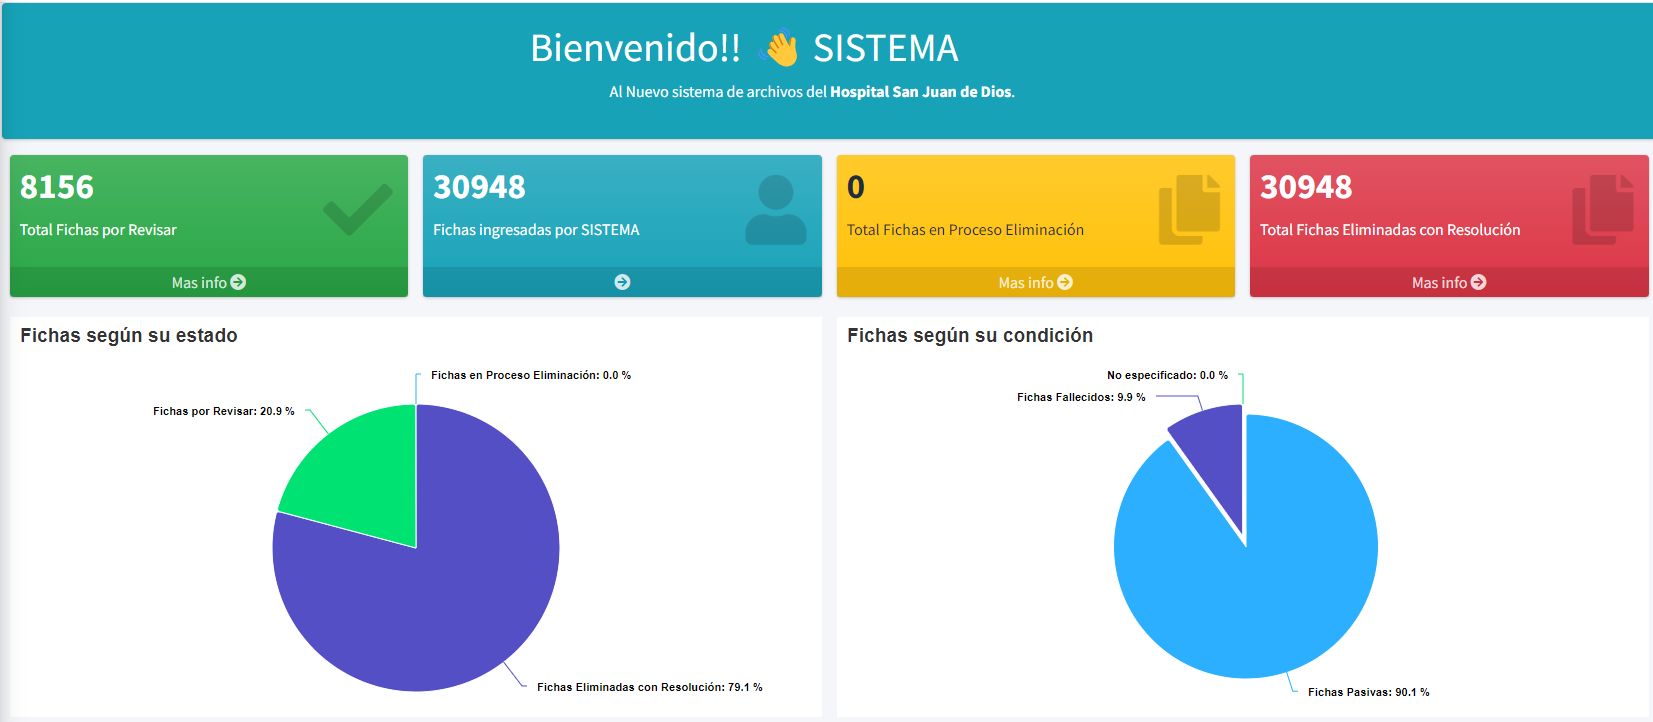 Bienvenido!! 👋 SISTEMA
Al Nuevo sistema de archivos del Hospital San Juan de Dios.
8156
Total Fichas por Revisar
Mas info
30948
Fichas ingresadas por SISTEMA
0
Total Fichas en Proceso Eliminación
Mas info
30948
Total Fichas Eliminadas con Resolución
Mas info
Fichas según su estado
Fichas en Proceso Eliminación: 0.0 %
Fichas por Revisar: 20.9 %
Fichas Eliminadas con Resolución: 79.1 %
Fichas según su condición
No especificado: 0.0 %
Fichas Fallecidos: 9.9 %
Fichas Pasivas: 90.1 %